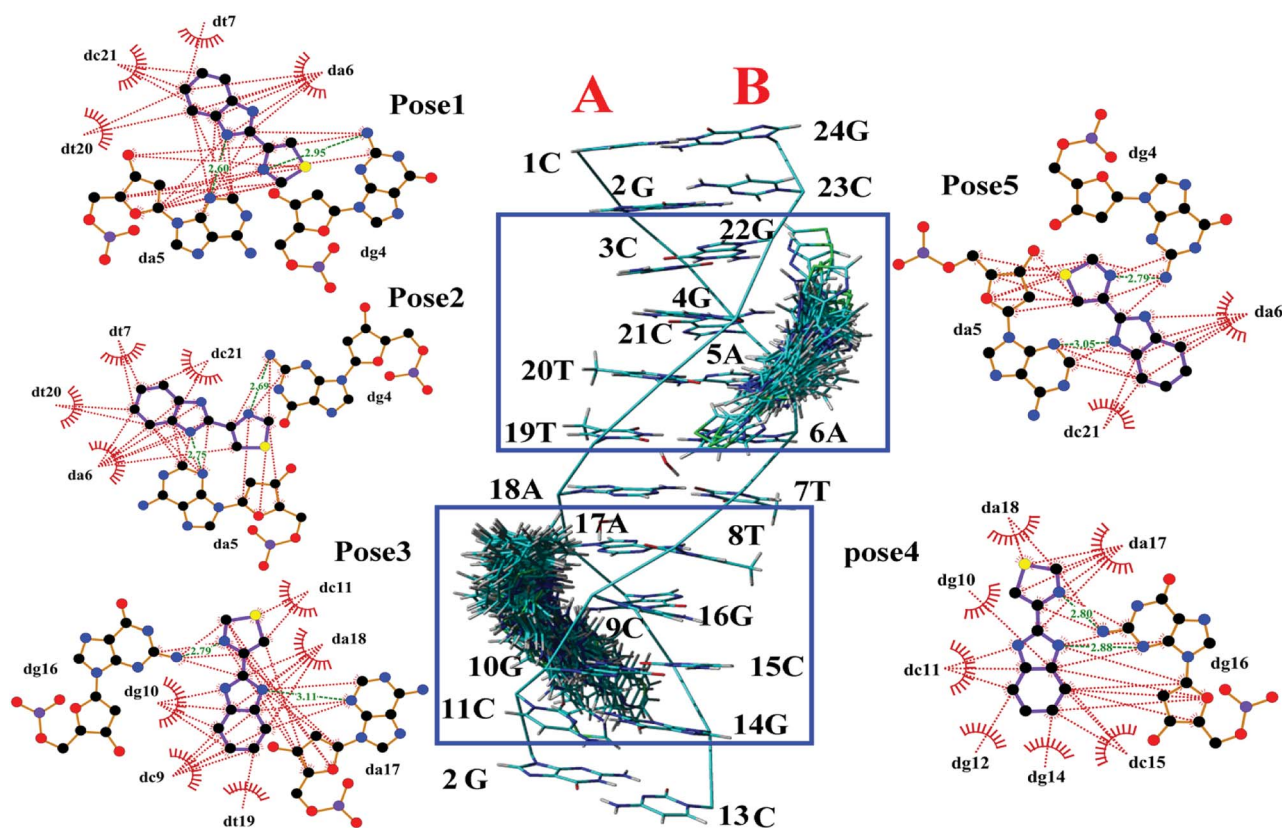 dt7
dc21
da6
Pose1
dt20
2.60
2.95
da5
dg4
Pose2
dt7
dc21
dt20
2.69
dg4
da6
2.75
da5
Pose3
dc11
da18
dg16
2.79
dg10
3.11
dc9
da17
dt19
A
B
24G
1C
2G
23C
22G
3C
4G
21C
5A
20T
19T
6A
18A
7T
17A
8T
16G
9C
10G
15C
11C
14G
2 G
13 C
Pose5
dg4
2.79
da5
da6
3.05
dc21
pose4
da18
da17
dg10
2.80
2.88
dc11
dg16
dg12
dg14
dc15